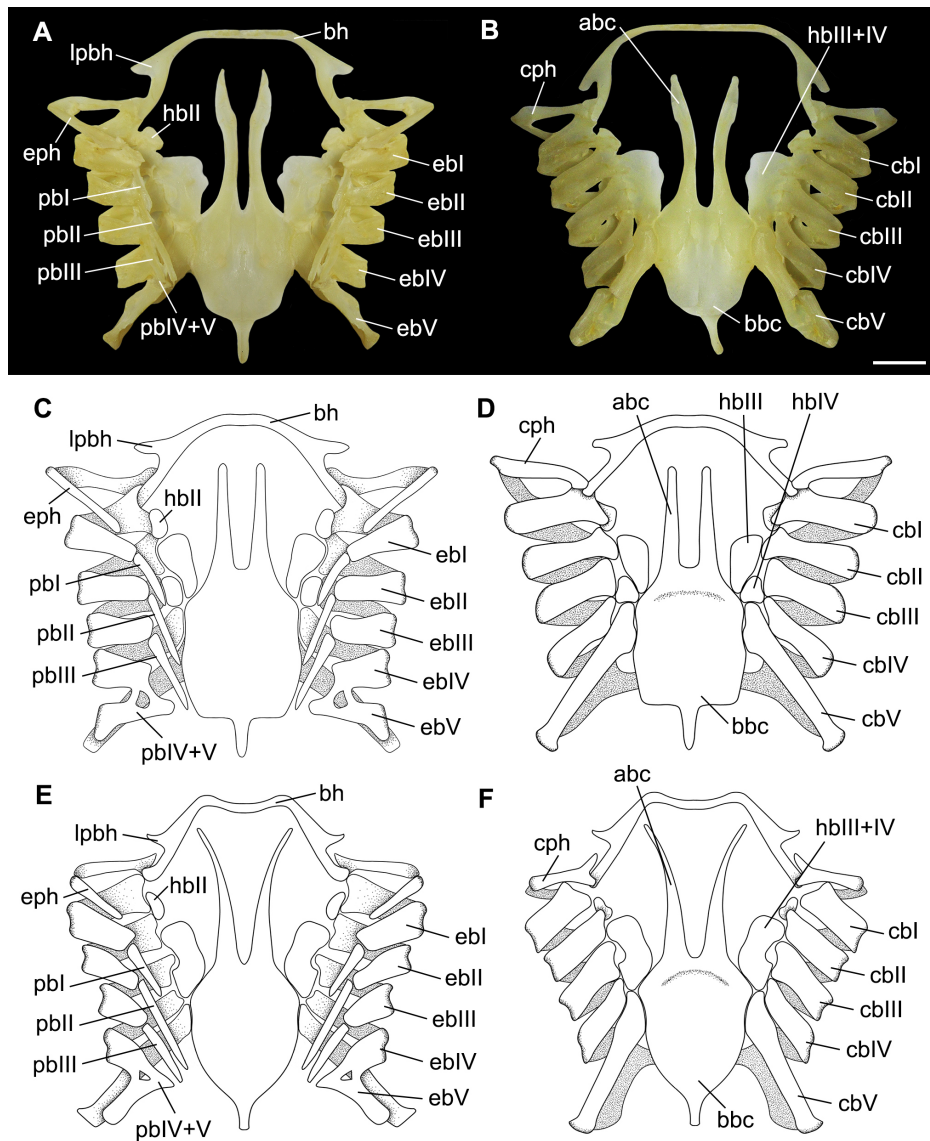 A
bh
lpbh
hbII
eph
pbI
pbII
pbIII
pbIV+V
ebI
ebII
ebIII
ebIV
ebV
B
abc
hbIII+IV
cph
cbI
cbII
cbIII
cbIV
cbV
bbc
C
bh
lpbh
hbII
eph
pbI
pbII
pbIII
pbIV+V
ebI
ebII
ebIII
ebIV
ebV
D
abc
hbIII
hbIV
cph
cbI
cbII
cbIII
cbIV
cbV
bbc
E
bh
lpbh
hbII
eph
pbI
pbII
pbIII
pbIV+V
ebI
ebII
ebIII
ebIV
ebV
F
abc
hbIII+IV
cph
cbI
cbII
cbIII
cbIV
cbV
bbc